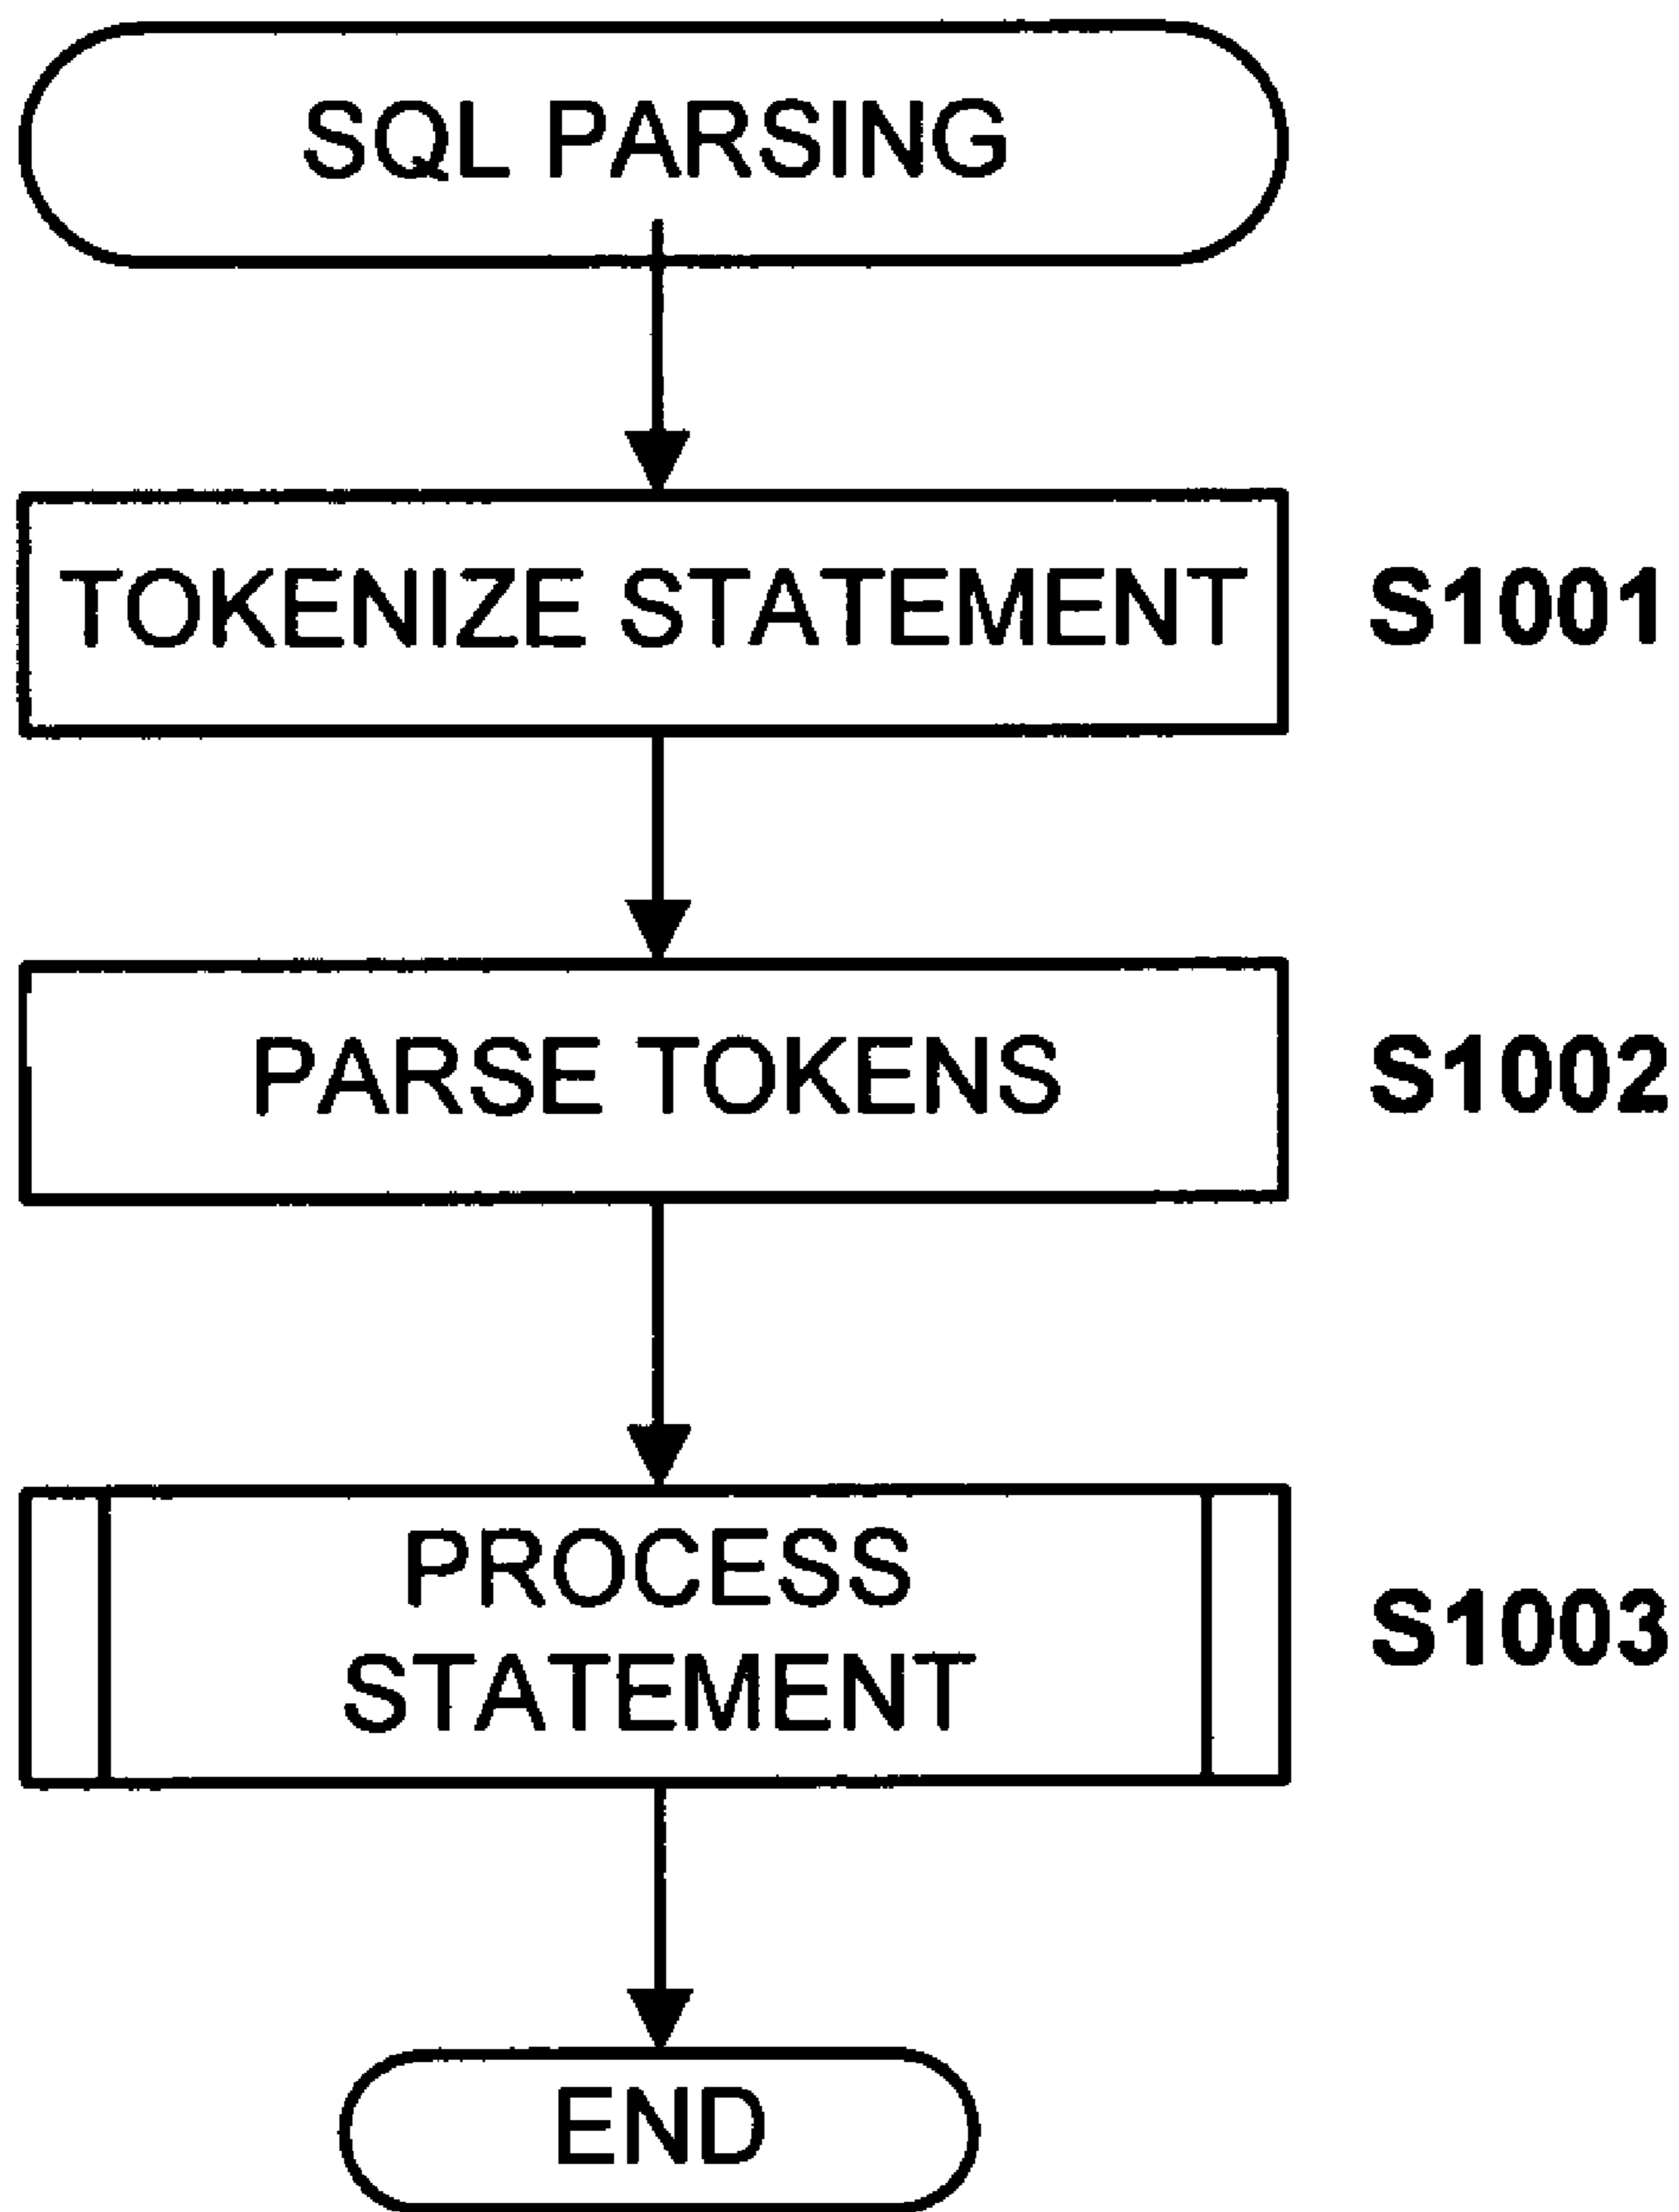 SQL PARSING
TOKENIZE STATEMENT S1001
PARSE TOKENS S1002
PROCESS
STATEMENT
S1003
END